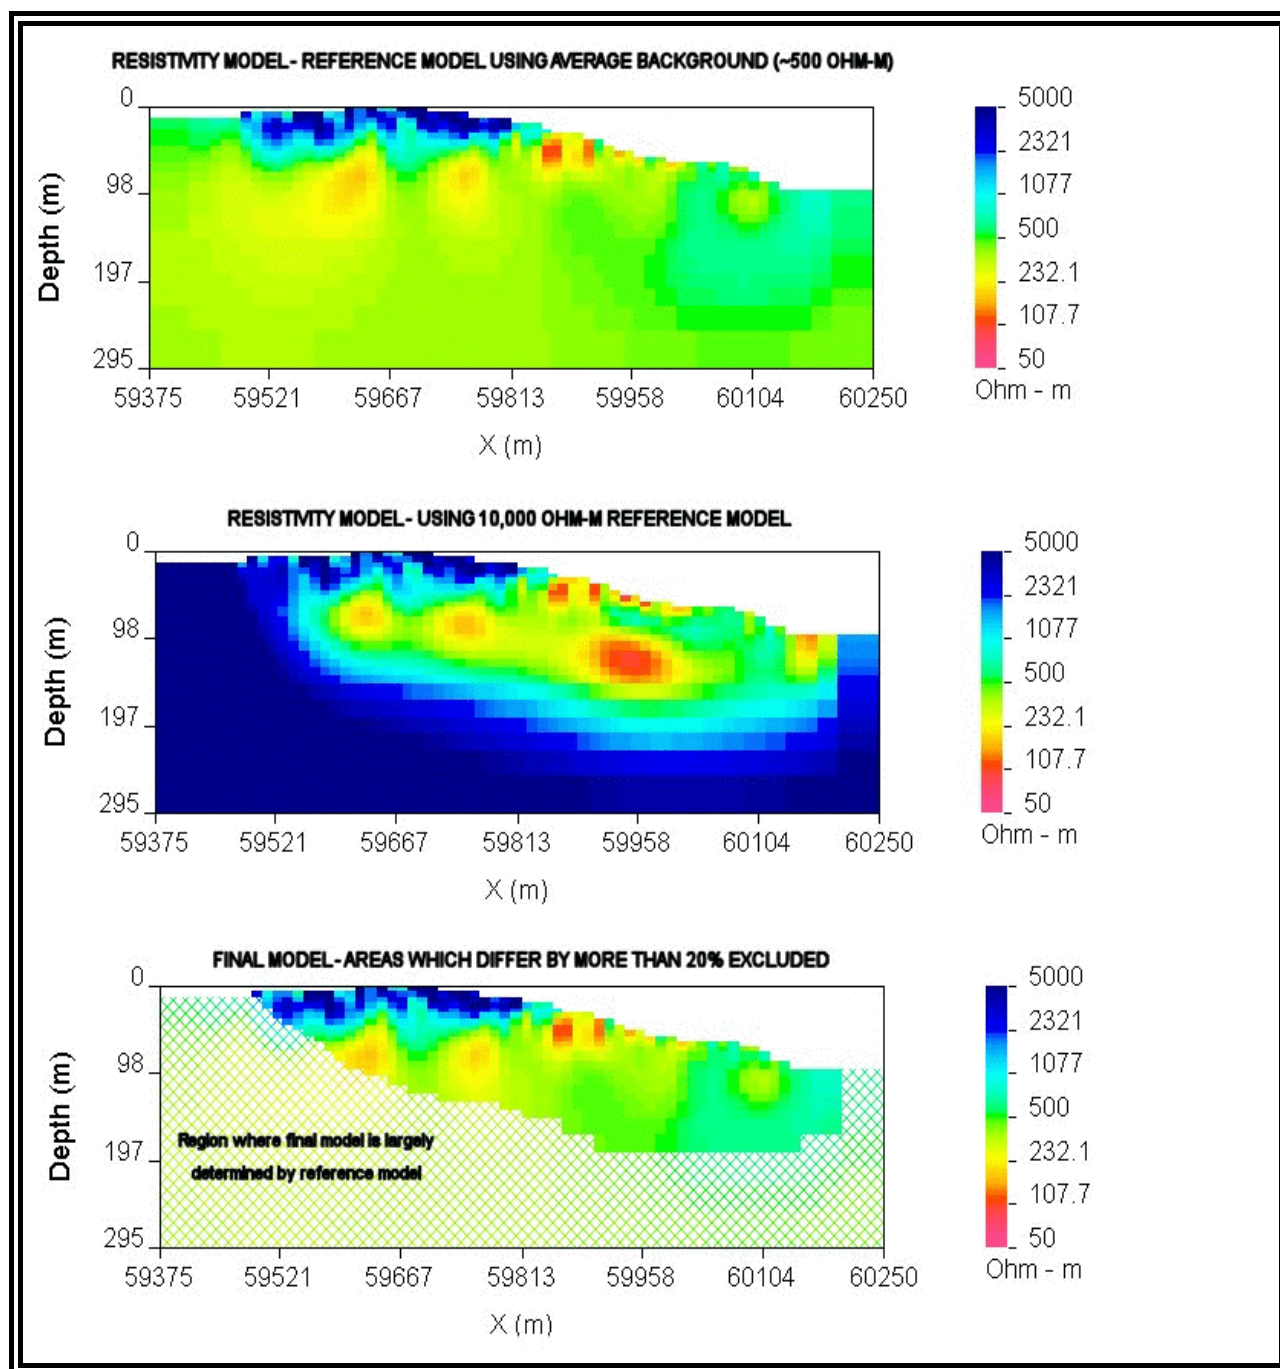 RESISTIVITY MODEL- REFERENCE MODEL USING AVERAGE BACKGROUND (~500 OHM-M)
0
98
197
295
Depth (m)
59375 59521 59667 59813 59958 60104 60250
X (m)
5000
2321
1077
500
232.1
107.7
50
Ohm - m
RESISTIVITY MODEL- USING 10,000 OHM-M REFERENCE MODEL
0
98
197
295
Depth (m)
59375 59521 59667 59813 59958 60104 60250
X (m)
5000
2321
1077
500
232.1
107.7
50
Ohm - m
FINAL MODEL- AREAS WHICH DIFFER BY MORE THAN 20% EXCLUDED
0
98
197
295
Depth (m)
Region where final model is largely
determined by reference model
59375 59521 59667 59813 59958 60104 60250
X (m)
5000
2321
1077
500
232.1
107.7
50
Ohm - m